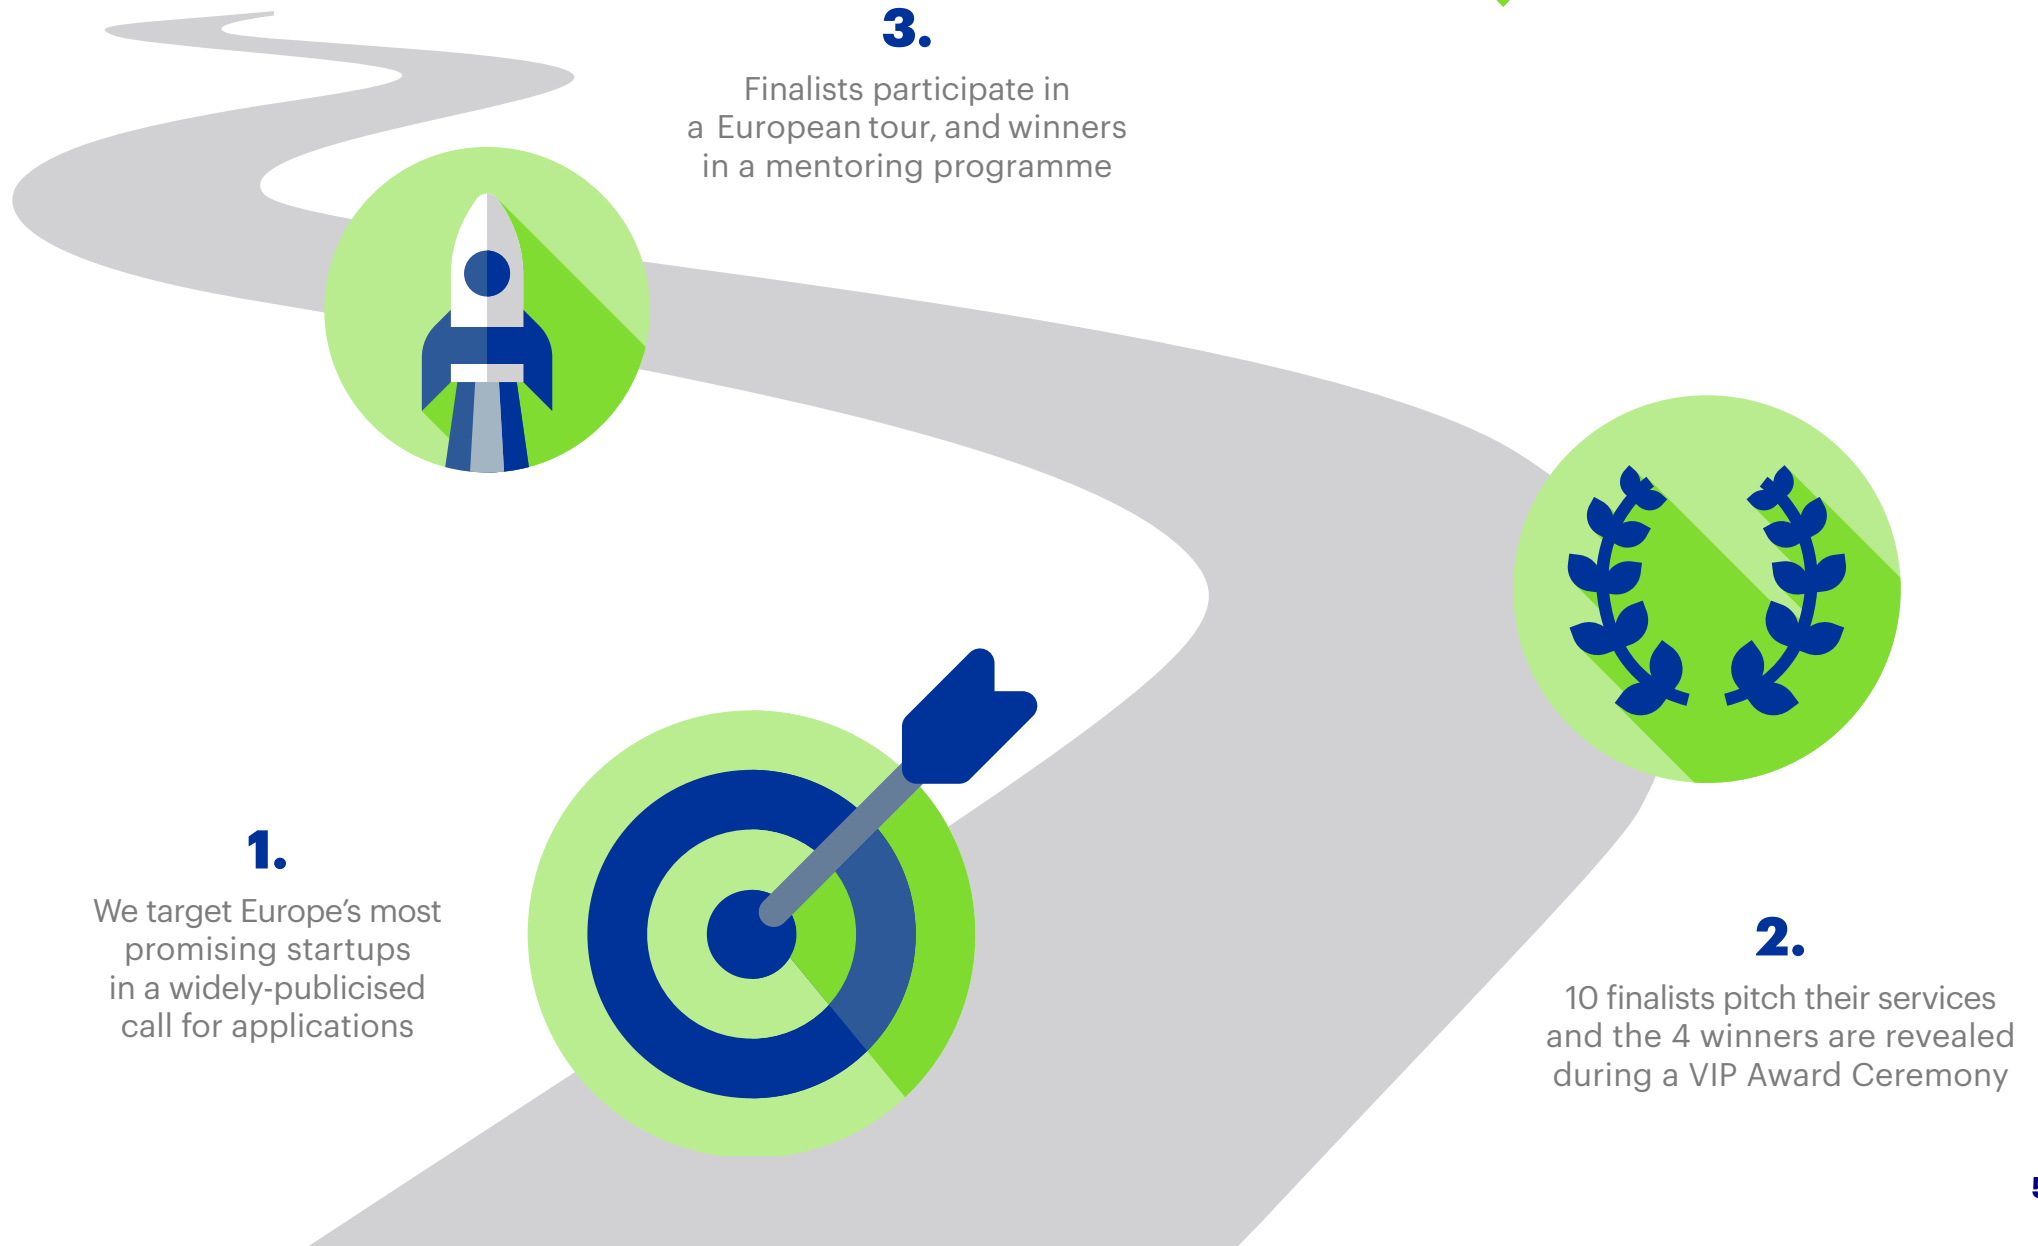 3.
Finalists participate in
a European tour, and winners
in a mentoring programme
1.
We target Europe’s most
promising startups
in a widely-publicised
call for applications
2.
10 finalists pitch their services
and the 4 winners are revealed
during a VIP Award Ceremony